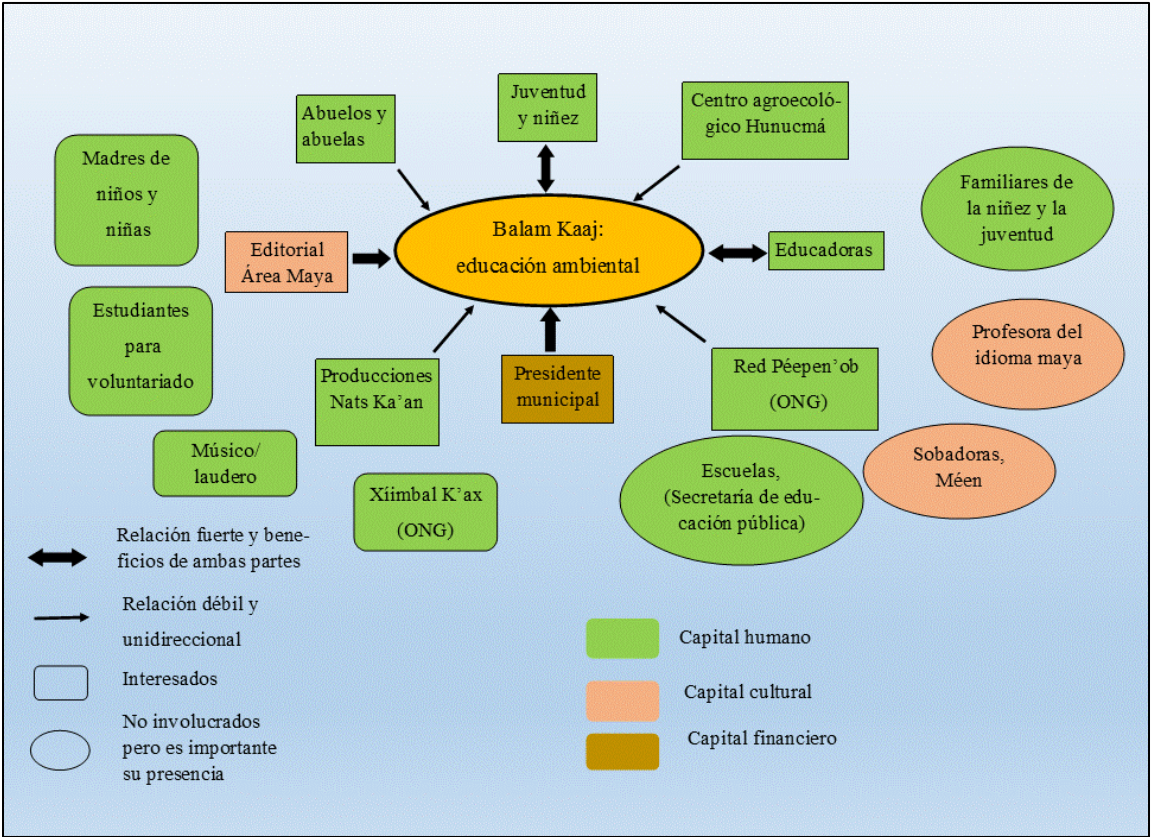 Juventud
y niñez
Abuelos y
abuelas
Centro agroecoló-
gico Hunucmá
Madres de
niños y
niñas
Familiares de
la niñez y la
juventud
Balam Kaaj:
educación ambiental
Editorial
Área Maya
Educadoras
Estudiantes
para
voluntariado
Profesora del
idioma maya
Producciones
Nats Ka’an
Presidente
municipal
Red Péepen’ob
(ONG)
Músico/
laudero
Sobadoras,
Méen
Escuelas,
(Secretaría de edu-
cación pública)
Xíimbal K’ax
(ONG)
Relación fuerte y bene-
ficios de ambas partes
Relación débil y
unidireccional
Interesados
No involucrados
pero es importante
su presencia
Capital humano
Capital cultural
Capital financiero